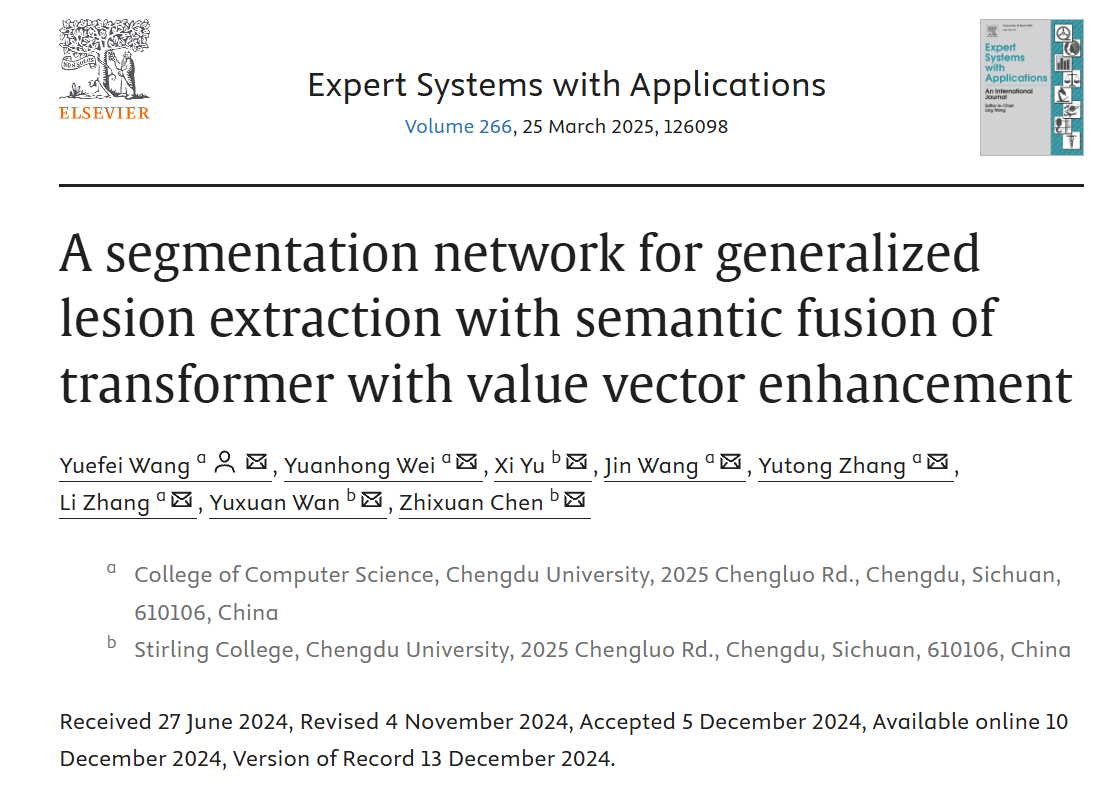 ELSEVIER
Expert Systems with Applications
Volume 266, 25 March 2025, 126098
Expert
Systems
with
Applications
An International
Journal
Editor-in-Chief
A segmentation network for generalized
lesion extraction with semantic fusion of
transformer with value vector enhancement
Yuefei Wang a, Yuanhong Wei a, Xi Yu b, Jin Wang a, Yutong Zhang a,
Li Zhang a, Yuxuan Wan b, Zhixuan Chen b
a College of Computer Science, Chengdu University, 2025 Chengluo Rd., Chengdu, Sichuan,
610106, China
b Stirling College, Chengdu University, 2025 Chengluo Rd., Chengdu, Sichuan, 610106, China
Received 27 June 2024, Revised 4 November 2024, Accepted 5 December 2024, Available online 10
December 2024, Version of Record 13 December 2024.